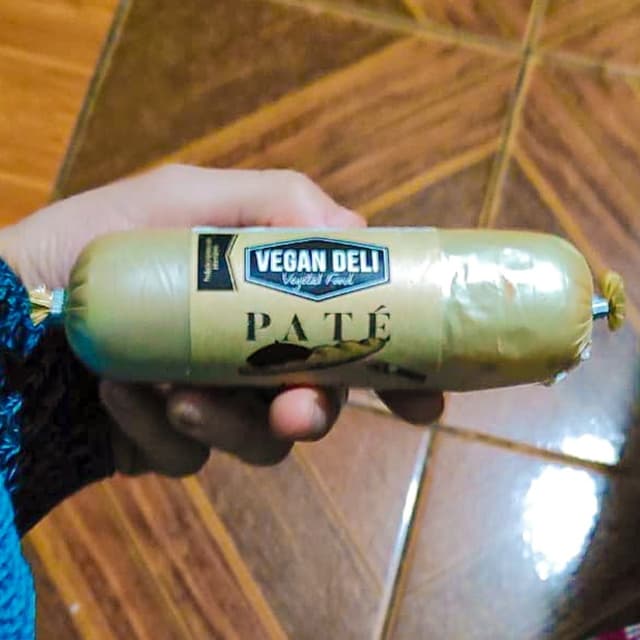 VEGAN DELI
Vegetal Food
PATÉ